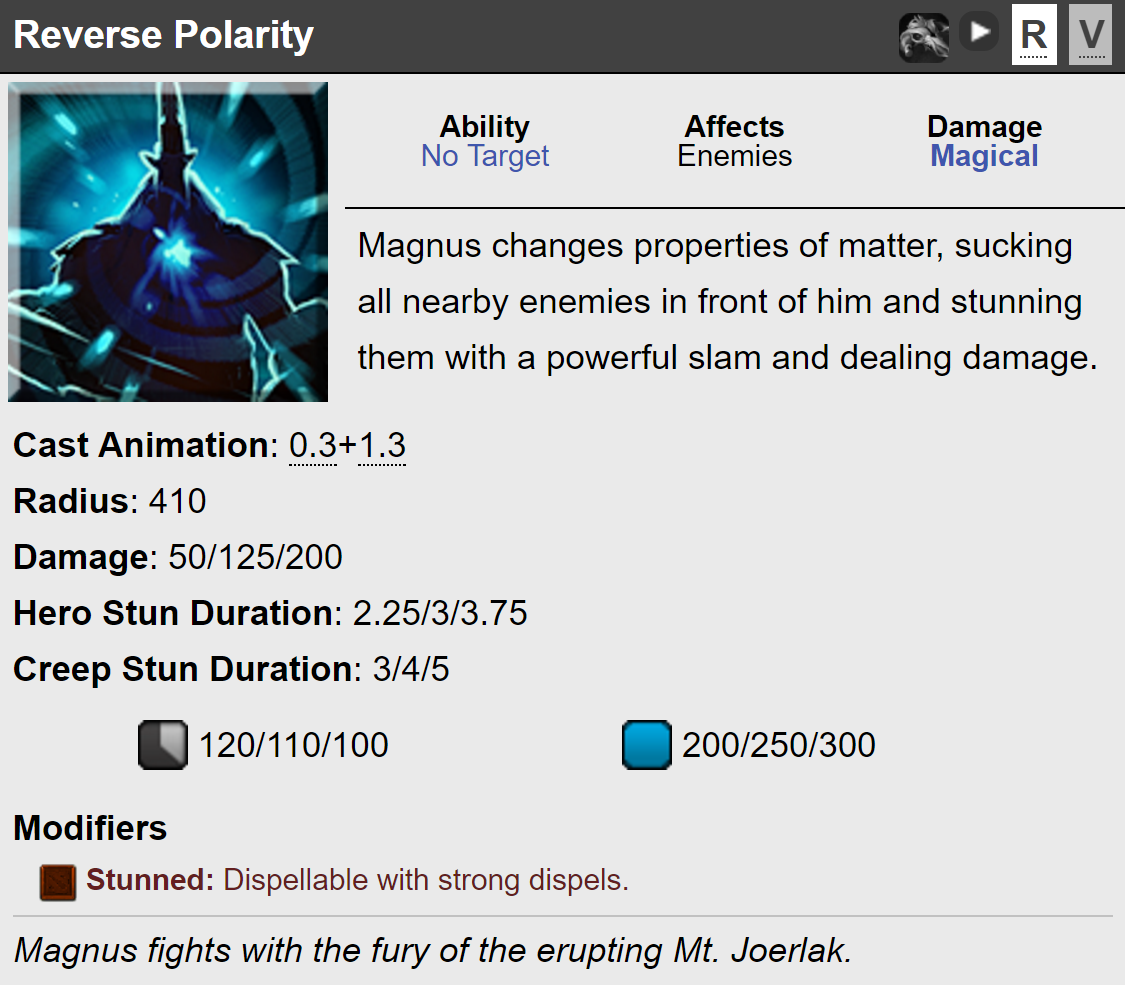 Reverse Polarity
R V
Ability Affects Damage
No Target Enemies Magical
Magnus changes properties of matter, sucking
all nearby enemies in front of him and stunning
them with a powerful slam and dealing damage.
Cast Animation: 0.3+1.3
Radius: 410
Damage: 50/125/200
Hero Stun Duration: 2.25/3/3.75
Creep Stun Duration: 3/4/5
120/110/100 200/250/300
Modifiers
Stunned: Dispellable with strong dispels.
Magnus fights with the fury of the erupting Mt. Joerlak.